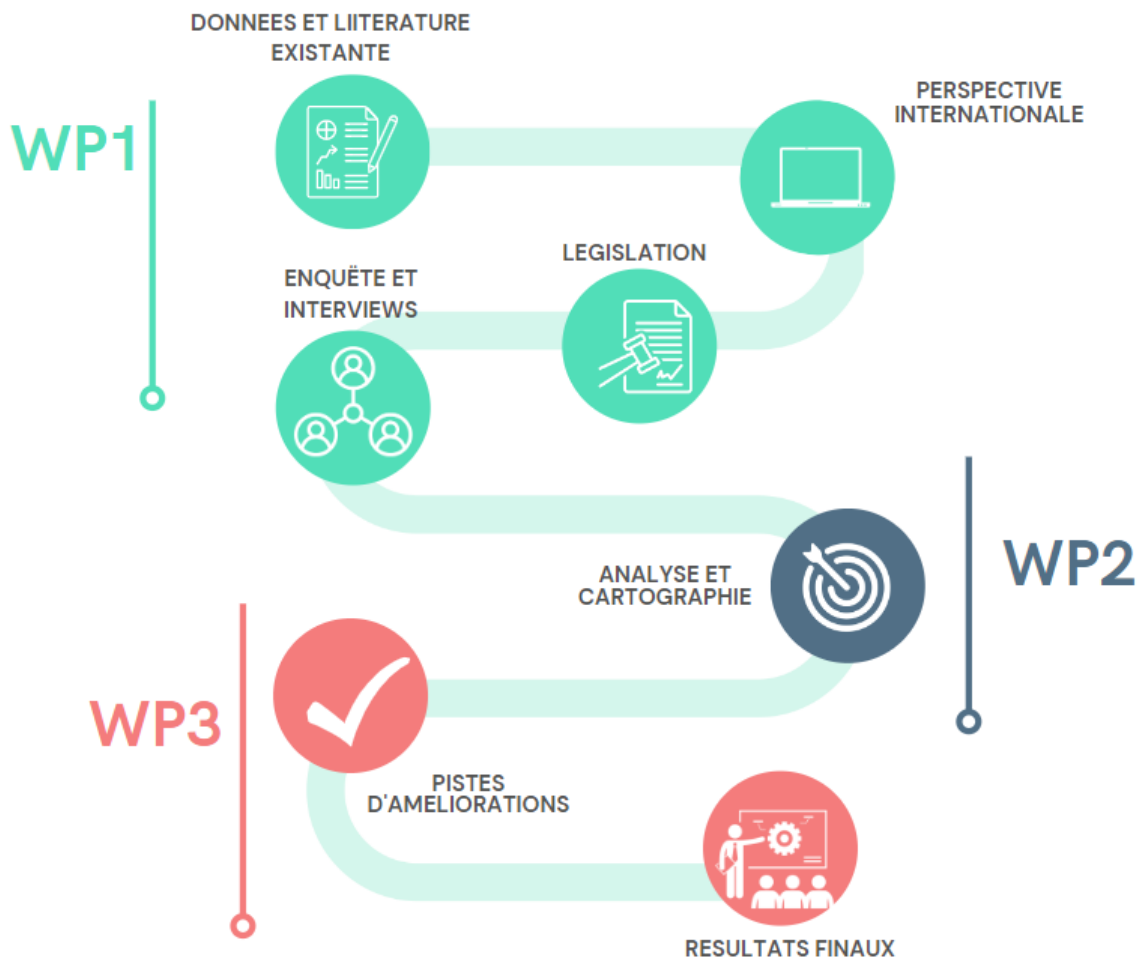 DONNEES ET LIITERATURE
EXISTANTE
PERSPECTIVE
INTERNATIONALE
WP1
LÉGISLATION
ENQUËTE ET
INTERVIEWS
ANALYSE ET
CARTOGRAPHIE
WP2
WP3
PISTES
D'AMELIORATIONS
RESULTATS FINAUX